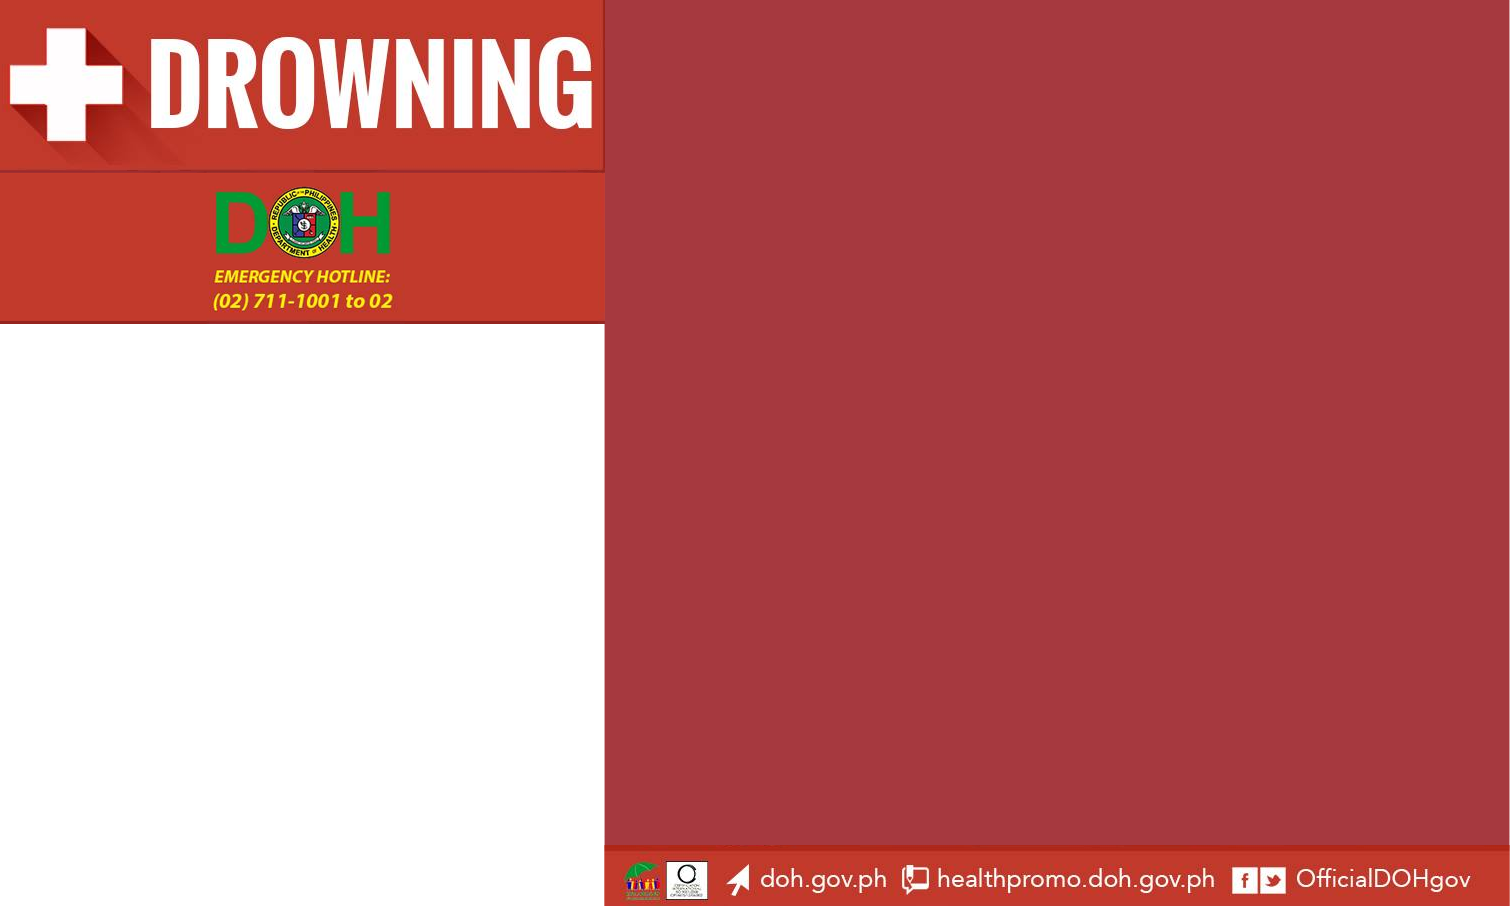 DROWNING
DOH
REPUBLIC OF THE PHILIPPINES
DEPARTMENT OF HEALTH
EMERGENCY HOTLINE:
(02) 711-1001 to 02
doh.gov.ph healthpromo.doh.gov.ph OfficialDOHgov